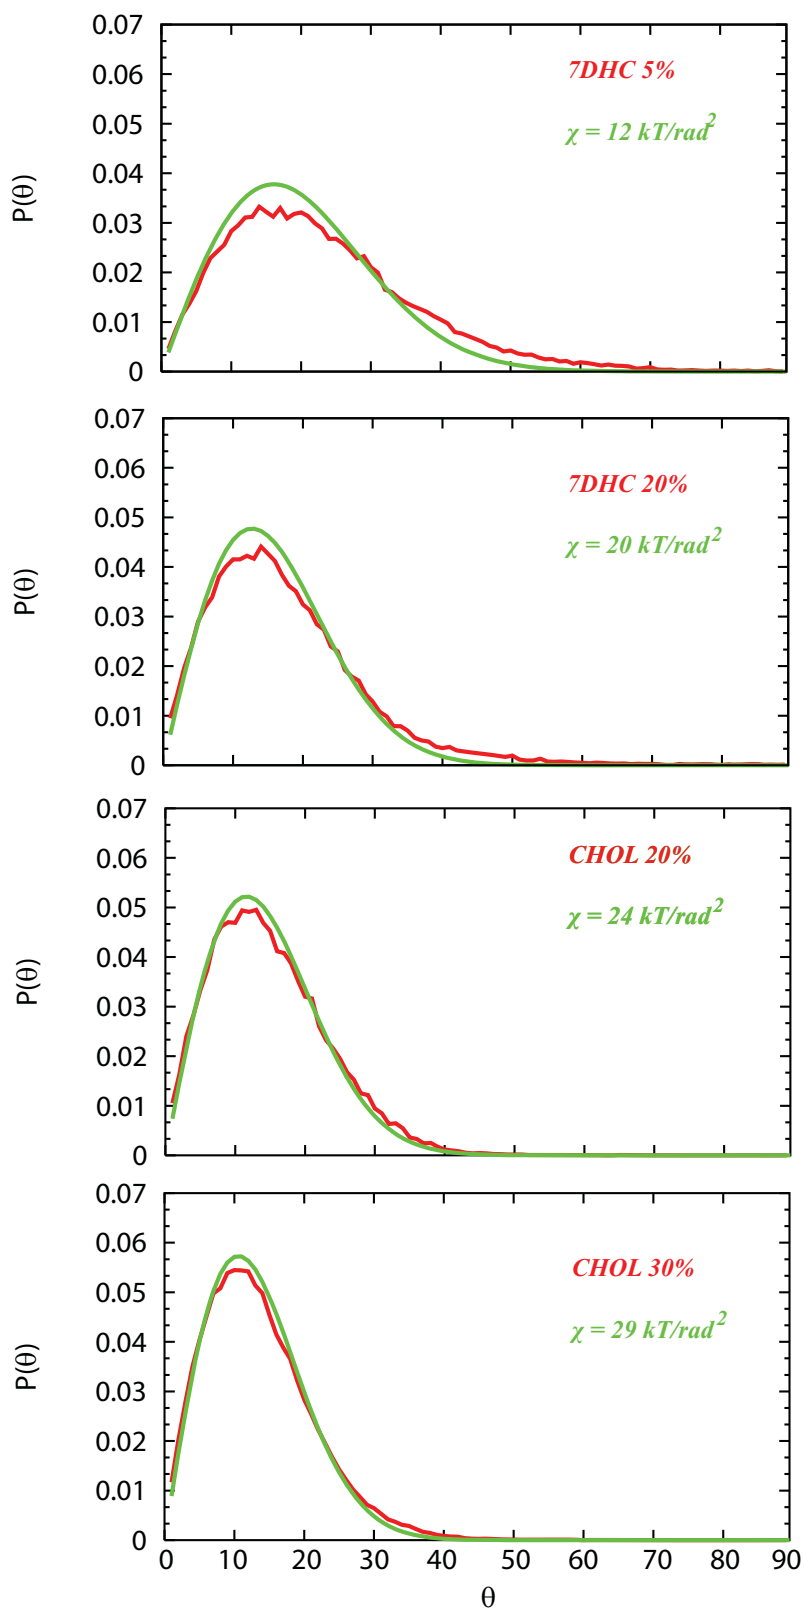 0.07
0.06
0.05
0.04
0.03
0.02
0.01
0
P(θ)
7DHC 5%
χ = 12 kT/rad²
0.07
0.06
0.05
0.04
0.03
0.02
0.01
0
P(θ)
7DHC 20%
χ = 20 kT/rad²
0.07
0.06
0.05
0.04
0.03
0.02
0.01
0
P(θ)
CHOL 20%
χ = 24 kT/rad²
0.07
0.06
0.05
0.04
0.03
0.02
0.01
0
P(θ)
CHOL 30%
χ = 29 kT/rad²
0 10 20 30 40 50 60 70 80 90
θ